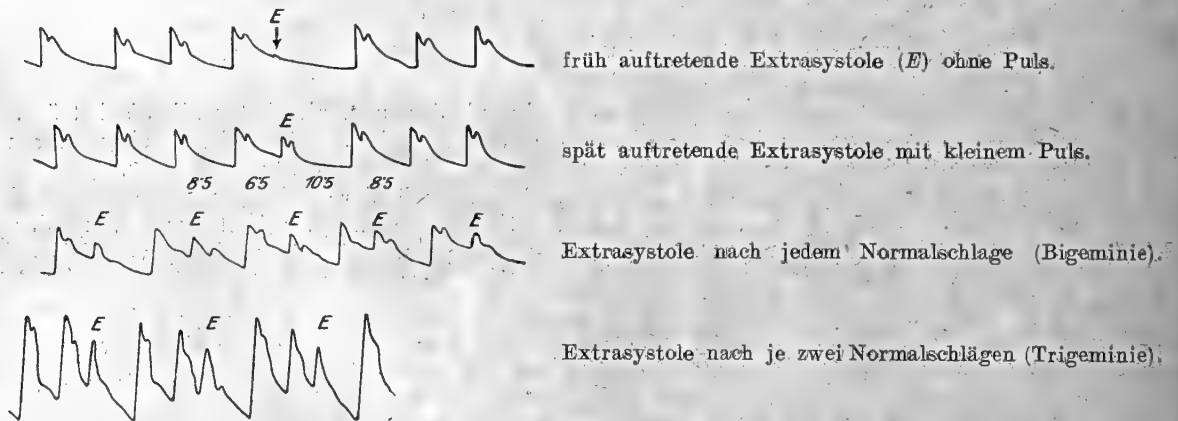 E
früh auftretende Extrasystole (E) ohne Puls.
E
spät auftretende Extrasystole mit kleinem Puls.
8·5 6·5 10·5 8·5
E E E E E
Extrasystole nach jedem Normalschlage (Bigeminie).
E E E
Extrasystole nach je zwei Normalschlägen (Trigeminie).